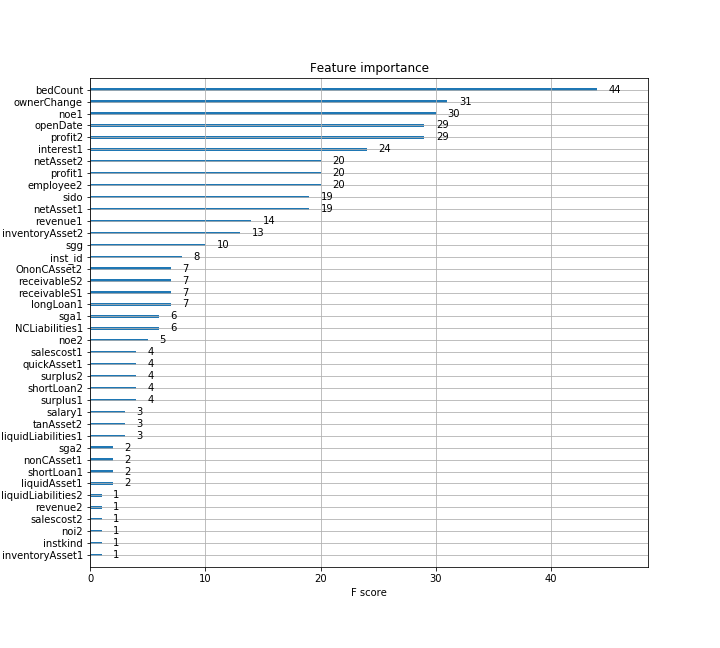 Feature importance
bedCount 44
ownerChange 31
noe1 30
openDate 29
profit2 29
interest1 24
netAsset2 20
profit1 20
employee2 20
sido 19
netAsset1 19
revenue1 14
inventoryAsset2 13
sgg 10
inst_id 8
OnonCAsset2 7
receivableS2 7
receivableS1 7
longLoan1 7
sga1 6
NCLiabilities1 6
noe2 5
salescost1 4
quickAsset1 4
surplus2 4
shortLoan2 4
surplus1 4
salary1 3
tanAsset2 3
liquidLiabilities1 3
sga2 2
nonCAsset1 2
shortLoan1 2
liquidAsset1 2
liquidLiabilities2 1
revenue2 1
salescost2 1
noi2 1
instkind 1
inventoryAsset1 1
0 10 20 30 40
F score